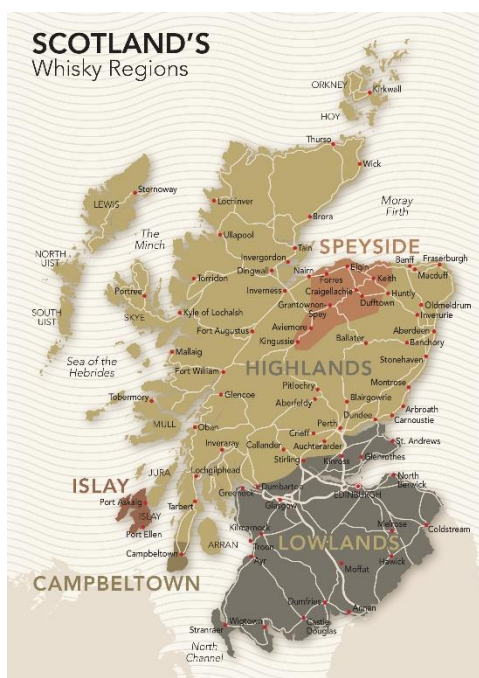 SCOTLAND'S
Whisky Regions
ORKNEY
Kirkwall
HOY
Thurso
Wick
Stornoway
LEWIS
Lochinver
Moray
Firth
Brora
The
Minch
Ullapool
Tain
SPEYSIDE
NORTH
UIST
Invergordon
Dingwall
Nairn
Elgin
Banff
Fraserburgh
Macduff
Torridon
Forres
Keith
Portree
Inverness
Craigellachie
Huntly
Dufftown
SKYE
SOUTH
UIST
Grantown-
Spey
Oldmeldrum
Inverurie
Kyle of Lochalsh
Fort Augustus
Aviemore
Aberdeen
Kingussie
Ballater
Banchory
Mallaig
Stonehaven
Sea of the
Hebrides
HIGHLANDS
Fort William
Pitlochry
Montrose
Tobermory
Glencoe
Aberfeldy
Blairgowrie
Arbroath
Dundee
Carnoustie
MULL
Oban
Perth
Crieff
Auchterarder
Inveraray
Callander
St. Andrews
Stirling
Kinross
Glenrothes
JURA
Lochgilphead
ISLAY
Dumbarton
Greenock
North
Berwick
EDINBURGH
Port Askaig
Tarbert
Glasgow
ISLAY
Kilmarnock
Melrose
Coldstream
Port Ellen
ARRAN
Troon
LOWLANDS
Campbeltown
Ayr
Moffat
Hawick
CAMPBELTOWN
Dumfries
Annan
Wigtown
Castle
Douglas
Stranraer
North
Channel